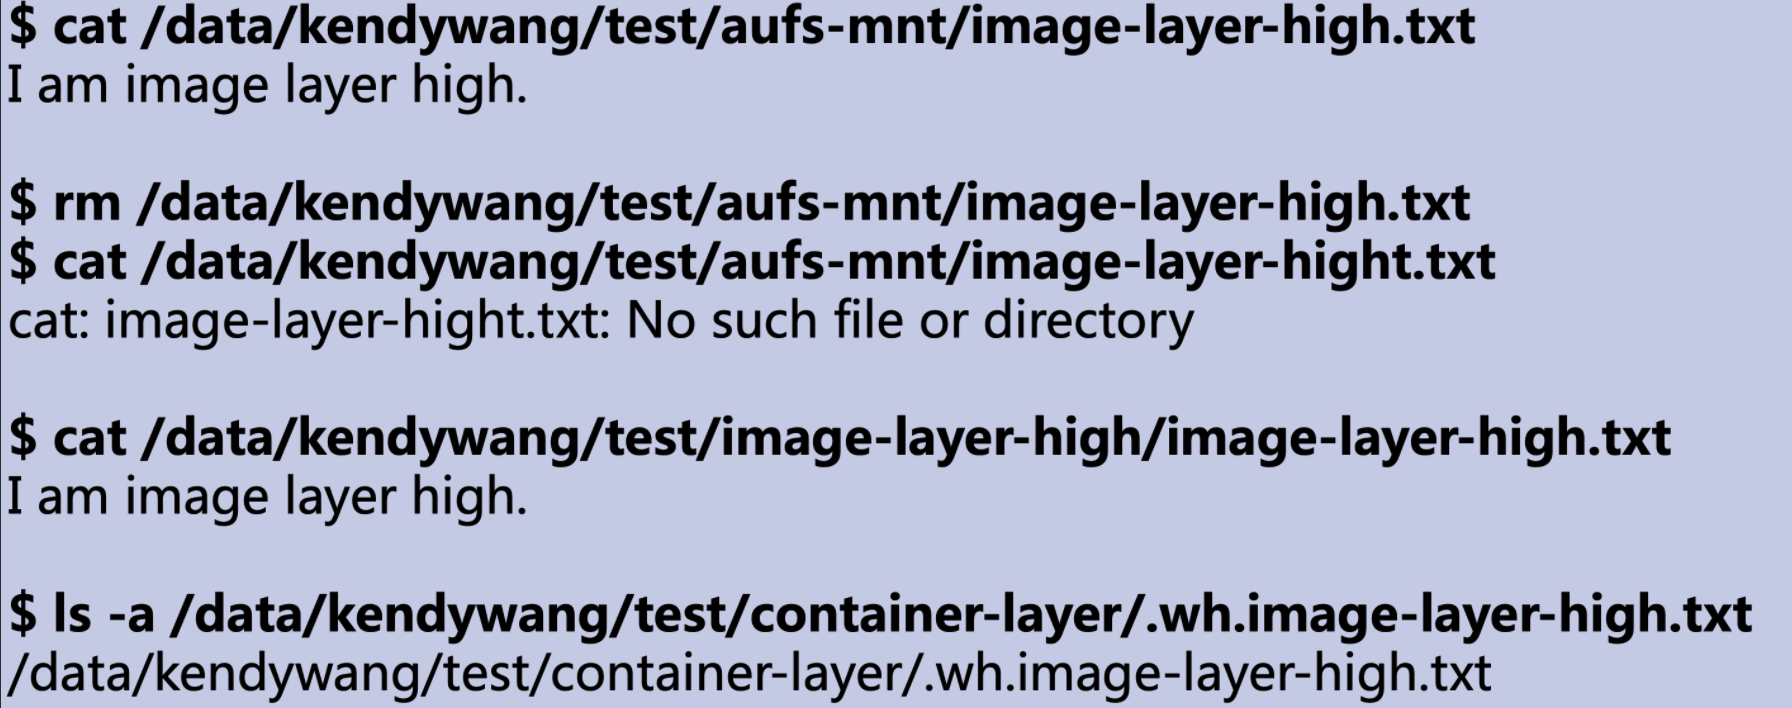 $ cat /data/kendywang/test/aufs-mnt/image-layer-high.txt
I am image layer high.
$ rm /data/kendywang/test/aufs-mnt/image-layer-high.txt
$ cat /data/kendywang/test/aufs-mnt/image-layer-hight.txt
cat: image-layer-hight.txt: No such file or directory
$ cat /data/kendywang/test/image-layer-high/image-layer-high.txt
I am image layer high.
$ ls -a /data/kendywang/test/container-layer/.wh.image-layer-high.txt
/data/kendywang/test/container-layer/.wh.image-layer-high.txt